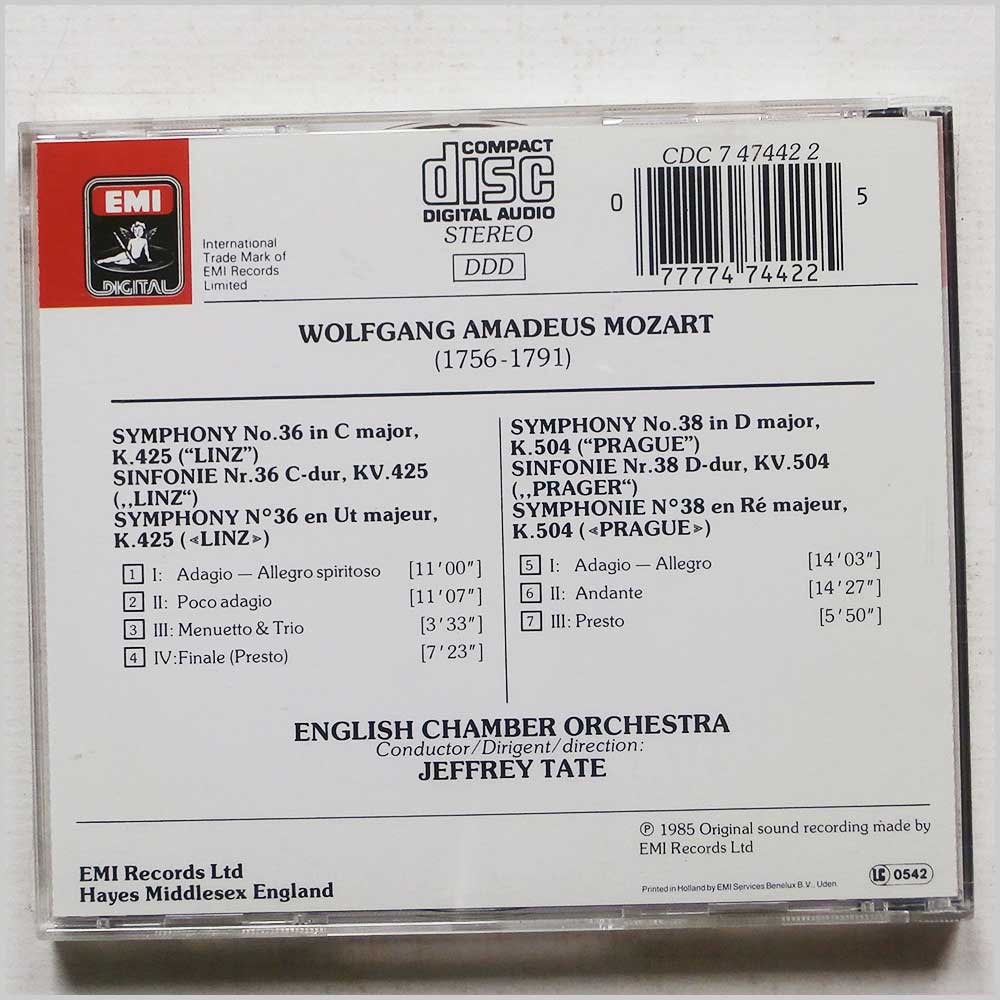 EMI
DIGITAL
International
Trade Mark of
EMI Records
Limited
COMPACT
disc
DIGITAL AUDIO
STEREO
DDD
CDC 7 47442 2
0 77774 74422 5
WOLFGANG AMADEUS MOZART
(1756-1791)
SYMPHONY No.36 in C major,
K.425 (“LINZ”)
SINFONIE Nr.36 C-dur, KV.425
(„LINZ“)
SYMPHONY N°36 en Ut majeur,
K.425 («LINZ»)
1 I: Adagio — Allegro spiritoso [11′00″]
2 II: Poco adagio [11′07″]
3 III: Menuetto & Trio [3′33″]
4 IV: Finale (Presto) [7′23″]
SYMPHONY No.38 in D major,
K.504 (“PRAGUE”)
SINFONIE Nr.38 D-dur, KV.504
(„PRAGER“)
SYMPHONIE N°38 en Ré majeur,
K.504 («PRAGUE»)
5 I: Adagio — Allegro [14′03″]
6 II: Andante [14′27″]
7 III: Presto [5′50″]
ENGLISH CHAMBER ORCHESTRA
Conductor/Dirigent/direction:
JEFFREY TATE
℗ 1985 Original sound recording made by
EMI Records Ltd
EMI Records Ltd
Hayes Middlesex England
LC 0542
Printed in Holland by EMI Services Benelux B.V., Uden.